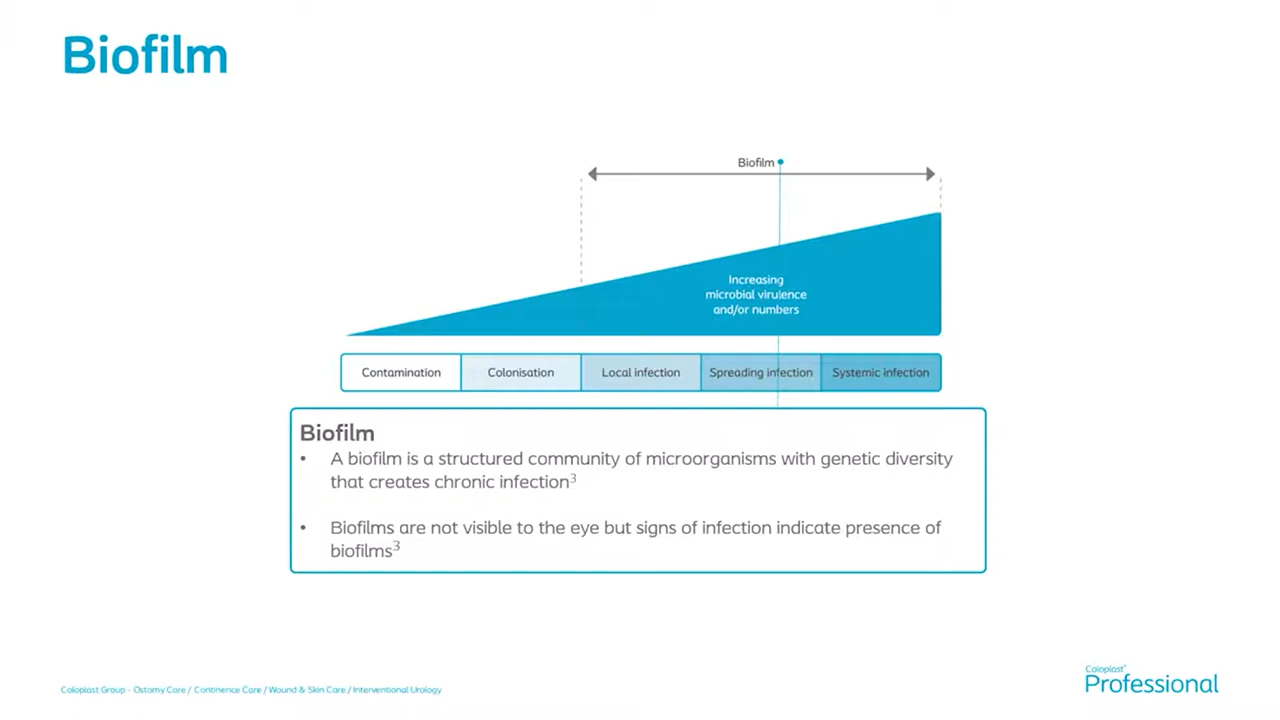 Biofilm
Biofilm
Increasing
microbial virulence
and/or numbers
Contamination
Colonisation
Local infection
Spreading infection
Systemic infection
Biofilm
• A biofilm is a structured community of microorganisms with genetic diversity
that creates chronic infection3
• Biofilms are not visible to the eye but signs of infection indicate presence of
biofilms3
Coloplast Group - Ostomy Care / Continence Care / Wound & Skin Care / Interventional Urology
Coloplast
Professional